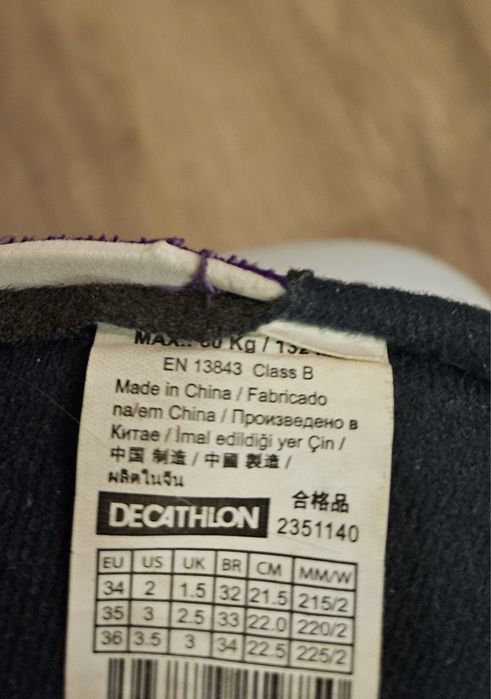 EN 13843 Class B
Made in China / Fabricado
na/em China / Произведено в
Китае / İmal edildiği yer Çin /
中国 制造 / 中國 製造 /
ผลิตในจีน
合格品
DECATHLON 2351140
EU US UK BR CM MM/W
34 2 1.5 32 21.5 215/2
35 3 2.5 33 22.0 220/2
36 3.5 3 34 22.5 225/2